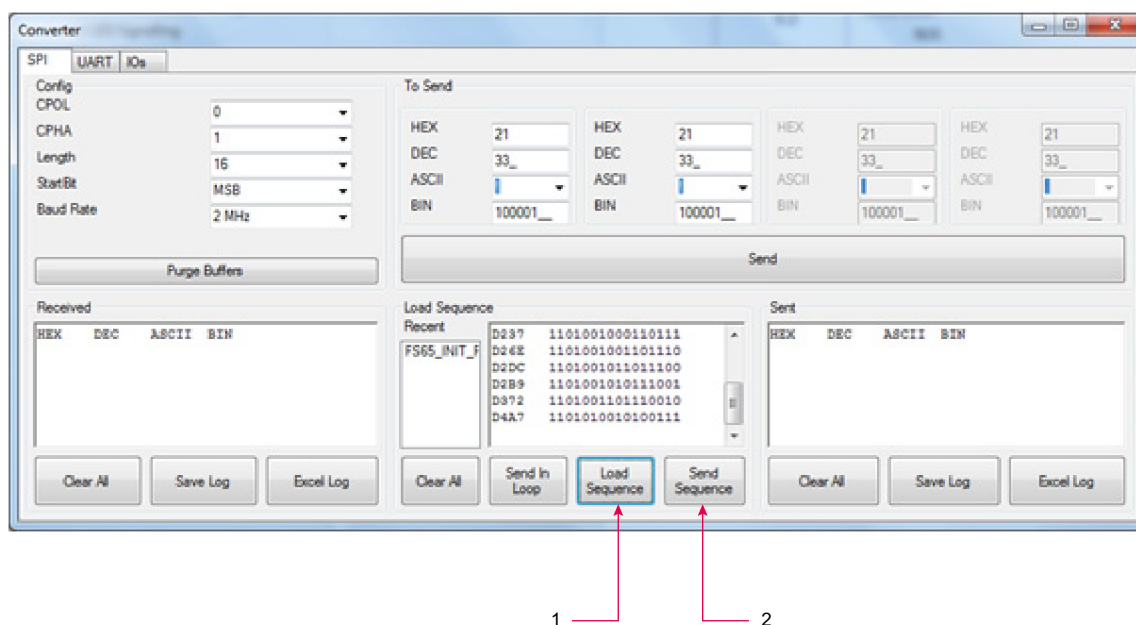 Converter
SPI UART IOs
Config
CPOL 0
CPHA 1
Length 16
StartBit MSB
Baud Rate 2 MHz
Purge Buffers
To Send
HEX 21 HEX 21 HEX 21 HEX 21
DEC 33_ DEC 33_ DEC 33_ DEC 33_
ASCII ! ASCII ! ASCII ASCII
BIN 100001__ BIN 100001__ BIN 100001__ BIN 100001__
Send
Received
HEX DEC ASCII BIN
Clear All Save Log Excel Log
Load Sequence
Recent
FS65_INIT_F
D237 1101001000110111
D26E 1101001001101110
D2DC 1101001011011100
D2B9 1101001010111001
D372 1101001101110010
D4A7 1101010010100111
Clear All Send In Loop Load Sequence Send Sequence
Sent
HEX DEC ASCII BIN
Clear All Save Log Excel Log
1 2